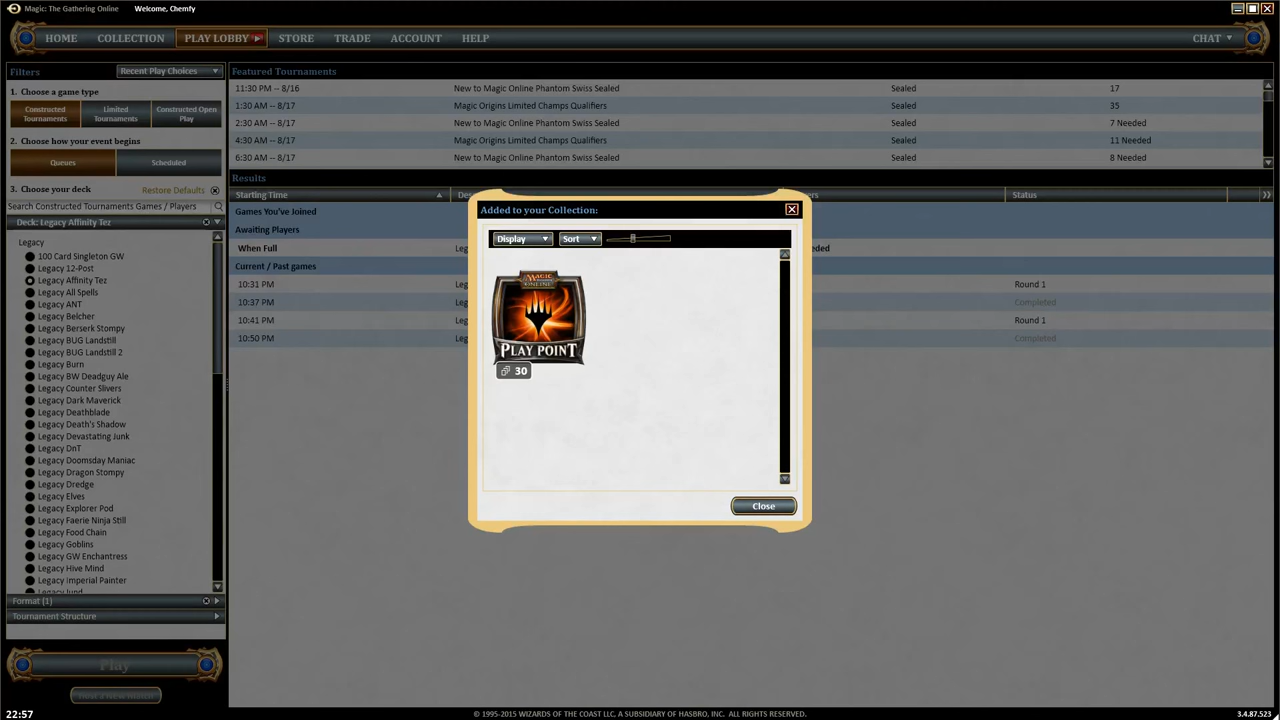 Magic: The Gathering Online Welcome, Chemfy
HOME COLLECTION PLAY LOBBY STORE TRADE ACCOUNT HELP CHAT
Filters Recent Play Choices
1. Choose a game type
Constructed Tournaments
Limited Tournaments
Constructed Open Play
2. Choose how your event begins
Queues Scheduled
3. Choose your deck Restore Defaults
Search Constructed Tournaments Games / Players
Deck: Legacy Affinity Tez
Legacy
100 Card Singleton GW
Legacy 12-Post
Legacy Affinity Tez
Legacy All Spells
Legacy ANT
Legacy Belcher
Legacy Berserk Stompy
Legacy BUG Landstill
Legacy BUG Landstill 2
Legacy Burn
Legacy BW Deadguy Ale
Legacy Counter Slivers
Legacy Dark Maverick
Legacy Deathblade
Legacy Death's Shadow
Legacy Devastating Junk
Legacy DnT
Legacy Doomsday Maniac
Legacy Dragon Stompy
Legacy Dredge
Legacy Elves
Legacy Explorer Pod
Legacy Faerie Ninja Still
Legacy Food Chain
Legacy Goblins
Legacy GW Enchantress
Legacy Hive Mind
Legacy Imperial Painter
Legacy Jund
Format (1)
Tournament Structure
Play
22:57
Featured Tournaments
11:30 PM -- 8/16 New to Magic Online Phantom Swiss Sealed Sealed 17
1:30 AM -- 8/17 Magic Origins Limited Champs Qualifiers Sealed 35
2:30 AM -- 8/17 New to Magic Online Phantom Swiss Sealed Sealed 7 Needed
4:30 AM -- 8/17 Magic Origins Limited Champs Qualifiers Sealed 11 Needed
6:30 AM -- 8/17 New to Magic Online Phantom Swiss Sealed Sealed 8 Needed
Results
Starting Time Des ers Status
Games You've Joined
Awaiting Players
When Full Leg eded
Current / Past games
10:31 PM Leg Round 1
10:37 PM Leg Completed
10:41 PM Leg Round 1
10:50 PM Leg Completed
Added to your Collection:
Display Sort
Magic
ONLINE
PLAY POINT
30
Close
© 1995-2015 WIZARDS OF THE COAST LLC, A SUBSIDIARY OF HASBRO, INC. ALL RIGHTS RESERVED. 3.4.87.523